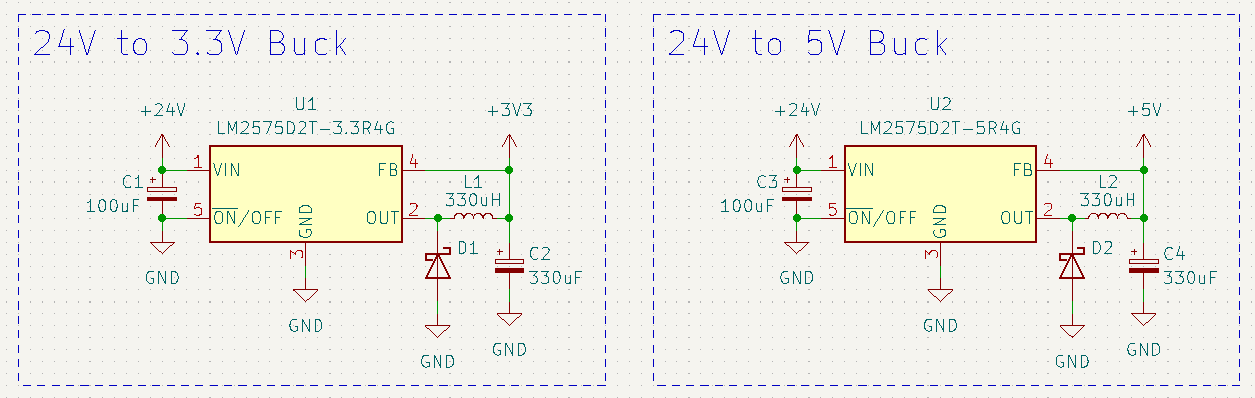 24V to 3.3V Buck
+24V
U1
LM2575D2T-3.3R4G
+3V3
1
VIN
FB
4
C1
+
100uF
5
ON/OFF
GND
OUT
2
L1
330uH
3
D1
+
C2
330uF
GND
GND
GND
GND
24V to 5V Buck
+24V
U2
LM2575D2T-5R4G
+5V
1
VIN
FB
4
C3
+
100uF
5
ON/OFF
GND
OUT
2
L2
330uH
3
D2
+
C4
330uF
GND
GND
GND
GND